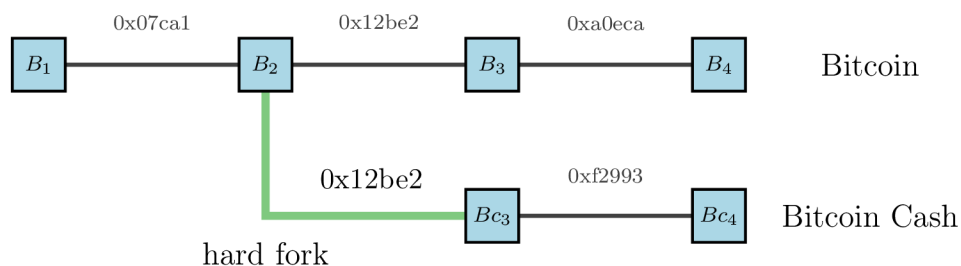 0x07ca1 0x12be2 0xa0eca
B₁ B₂ B₃ B₄ Bitcoin
0x12be2 0xf2993
Bc₃ Bc₄ Bitcoin Cash
hard fork